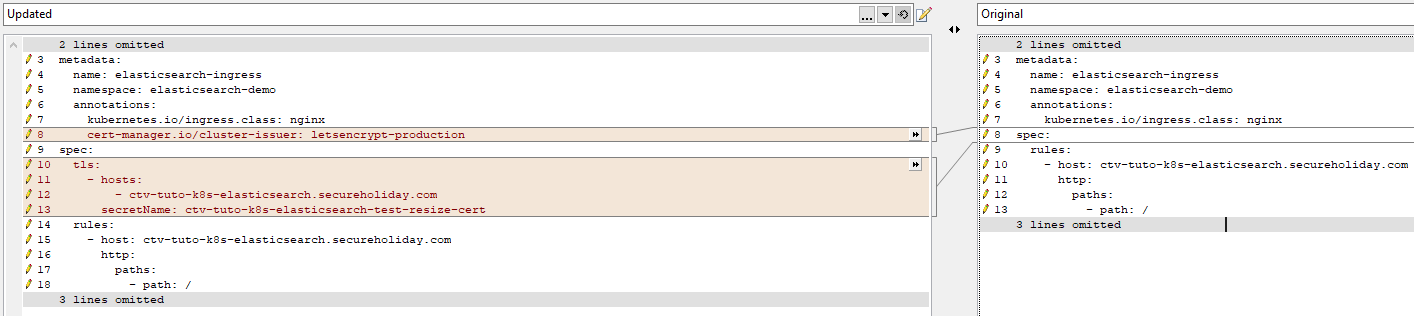 Updated
...
2 lines omitted
3 metadata:
4   name: elasticsearch-ingress
5   namespace: elasticsearch-demo
6   annotations:
7     kubernetes.io/ingress.class: nginx
8     cert-manager.io/cluster-issuer: letsencrypt-production
9 spec:
10   tls:
11     - hosts:
12         - ctv-tuto-k8s-elasticsearch.secureholiday.com
13       secretName: ctv-tuto-k8s-elasticsearch-test-resize-cert
14   rules:
15     - host: ctv-tuto-k8s-elasticsearch.secureholiday.com
16       http:
17         paths:
18           - path: /
3 lines omitted
Original
2 lines omitted
3 metadata:
4   name: elasticsearch-ingress
5   namespace: elasticsearch-demo
6   annotations:
7     kubernetes.io/ingress.class: nginx
8 spec:
9   rules:
10     - host: ctv-tuto-k8s-elasticsearch.secureholiday.com
11       http:
12         paths:
13           - path: /
3 lines omitted